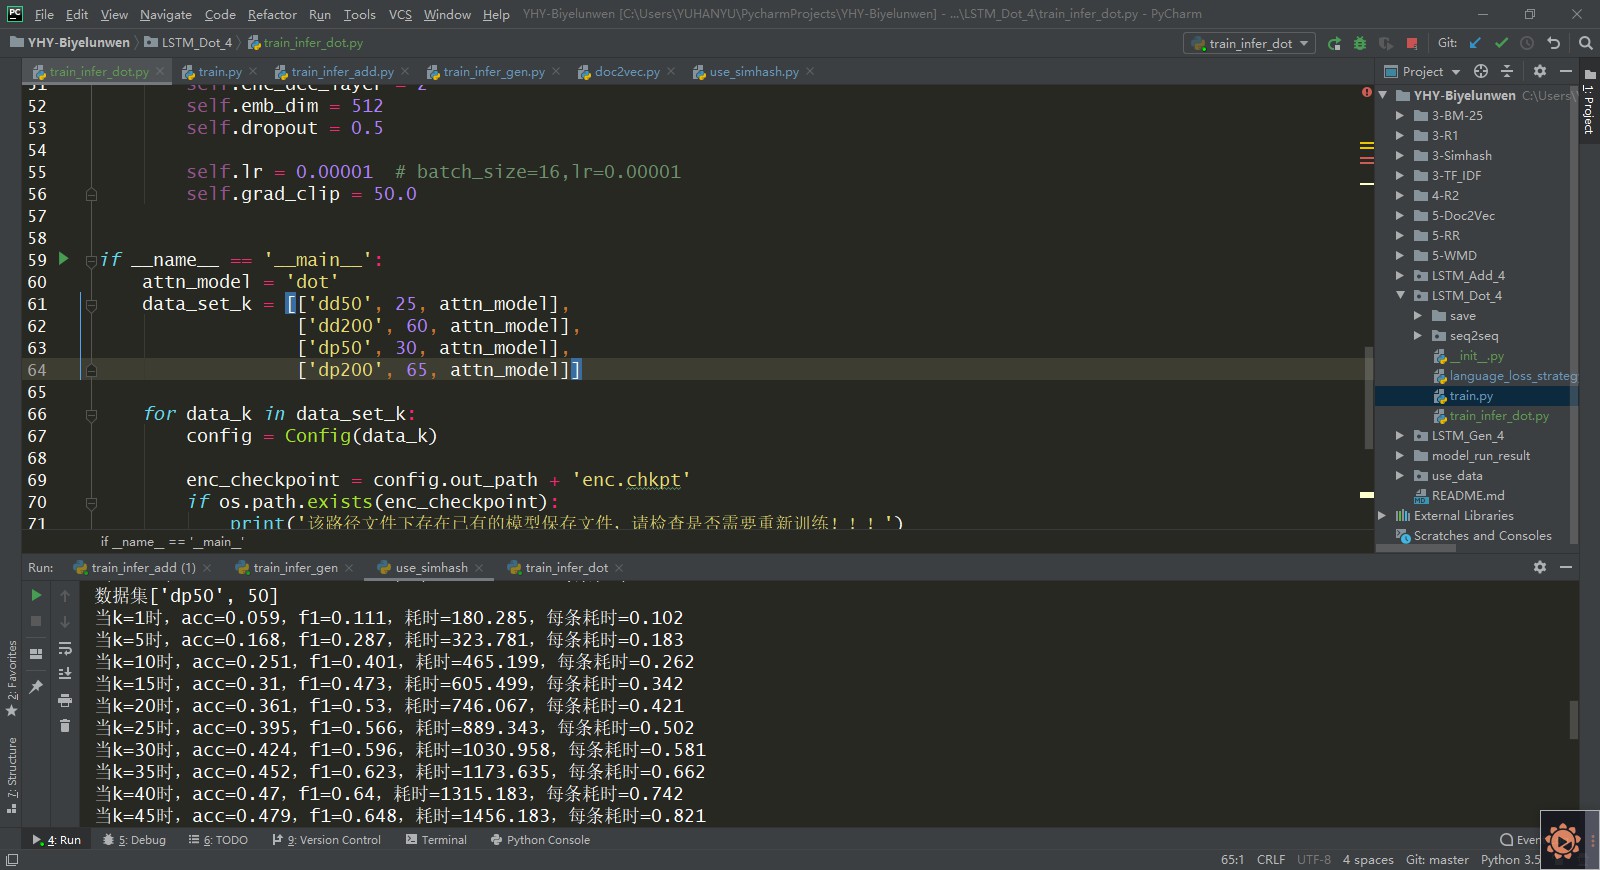 PC File Edit View Navigate Code Refactor Run Tools VCS Window Help YHY-Biyelunwen [C:\Users\YUHANYU\PycharmProjects\YHY-Biyelunwen] - ...\LSTM_Dot_4\train_infer_dot.py - PyCharm
YHY-Biyelunwen LSTM_Dot_4 train_infer_dot.py
train_infer_dot Git:
train_infer_dot.py train.py train_infer_add.py train_infer_gen.py doc2vec.py use_simhash.py
51 self.enc_dec_layer = 2
52 self.emb_dim = 512
53 self.dropout = 0.5
54
55 self.lr = 0.00001 # batch_size=16,lr=0.00001
56 self.grad_clip = 50.0
57
58
59 if __name__ == '__main__':
60 attn_model = 'dot'
61 data_set_k = [['dd50', 25, attn_model],
62 ['dd200', 60, attn_model],
63 ['dp50', 30, attn_model],
64 ['dp200', 65, attn_model]]
65
66 for data_k in data_set_k:
67 config = Config(data_k)
68
69 enc_checkpoint = config.out_path + 'enc.chkpt'
70 if os.path.exists(enc_checkpoint):
71 print('该路径文件下存在已有的模型保存文件，请检查是否需要重新训练！！！')
if __name__ == '__main__'
Project
YHY-Biyelunwen C:\Users\Y
3-BM-25
3-R1
3-Simhash
3-TF_IDF
4-R2
5-Doc2Vec
5-RR
5-WMD
LSTM_Add_4
LSTM_Dot_4
save
seq2seq
__init__.py
language_loss_strateg
train.py
train_infer_dot.py
LSTM_Gen_4
model_run_result
use_data
README.md
External Libraries
Scratches and Consoles
1: Project
Run: train_infer_add (1) train_infer_gen use_simhash train_infer_dot
数据集['dp50', 50]
当k=1时，acc=0.059，f1=0.111，耗时=180.285，每条耗时=0.102
当k=5时，acc=0.168，f1=0.287，耗时=323.781，每条耗时=0.183
当k=10时，acc=0.251，f1=0.401，耗时=465.199，每条耗时=0.262
当k=15时，acc=0.31，f1=0.473，耗时=605.499，每条耗时=0.342
当k=20时，acc=0.361，f1=0.53，耗时=746.067，每条耗时=0.421
当k=25时，acc=0.395，f1=0.566，耗时=889.343，每条耗时=0.502
当k=30时，acc=0.424，f1=0.596，耗时=1030.958，每条耗时=0.581
当k=35时，acc=0.452，f1=0.623，耗时=1173.635，每条耗时=0.662
当k=40时，acc=0.47，f1=0.64，耗时=1315.183，每条耗时=0.742
当k=45时，acc=0.479，f1=0.648，耗时=1456.183，每条耗时=0.821
2: Favorites
7: Structure
4: Run 5: Debug 6: TODO 9: Version Control Terminal Python Console Even
65:1 CRLF UTF-8 4 spaces Git: master Python 3.5